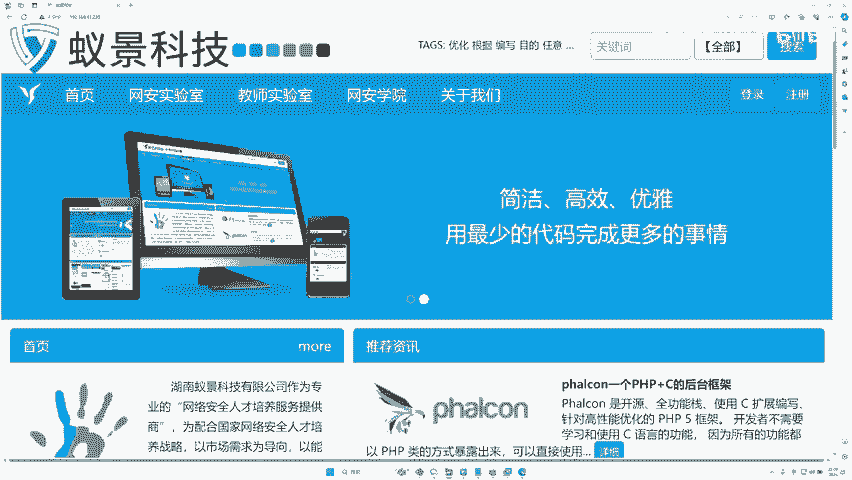 蚁景科技
TAGS: 优化 根据 编写 目的 任意 ...
关键词
【全部】
搜索
首页
网安实验室
教师实验室
网安学院
关于我们
登录
注册
简洁、高效、优雅
用最少的代码完成更多的事情
首页
more
推荐资讯
湖南蚁景科技有限公司作为专
业的“网络安全人才培养服务提供
商”，为配合国家网络安全人才培
养战略，以市场需求为导向，以能
phalcon
phalcon一个PHP+C的后台框架
Phalcon 是开源、全功能栈、使用 C 扩展编写、
针对高性能优化的 PHP 5 框架。 开发者不需要
学习和使用 C 语言的功能， 因为所有的功能都
以 PHP 类的方式暴露出来，可以直接使用...
详细